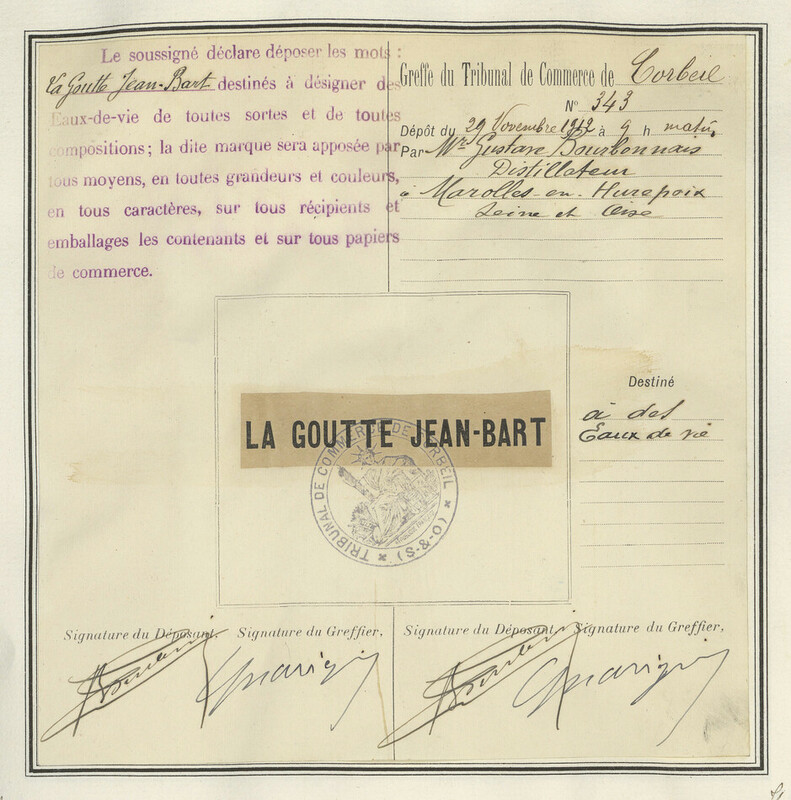 Le soussigné déclare déposer les mots :
La Goutte Jean-Bart destinés à désigner des
Eaux-de-vie de toutes sortes et de toutes
compositions ; la dite marque sera apposée par
tous moyens, en toutes grandeurs et couleurs,
en tous caractères, sur tous récipients et
emballages les contenants et sur tous papiers
de commerce.
Greffe du Tribunal de Commerce de Corbeil
N° 343
Dépôt du 29 Novembre 1912 à 9 h matin
Par Mr Gustave Bourbonnais
Distillateur
à Marolles-en-Hurepoix
Seine et Oise
LA GOUTTE JEAN-BART
TRIBUNAL DE COMMERCE DE CORBEIL * (O-&-S) *
Destiné
à des
Eaux de vie
Signature du Déposant, Signature du Greffier,
Signature du Déposant, Signature du Greffier,